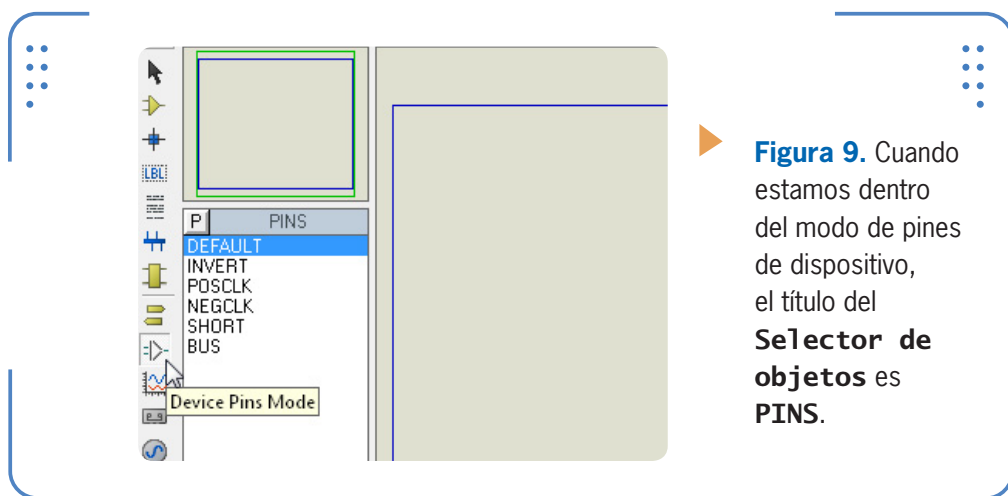 LBL
P PINS
DEFAULT
INVERT
POSCLK
NEGCLK
SHORT
BUS
Device Pins Mode
Figura 9. Cuando
estamos dentro
del modo de pines
de dispositivo,
el título del
Selector de
objetos es
PINS.